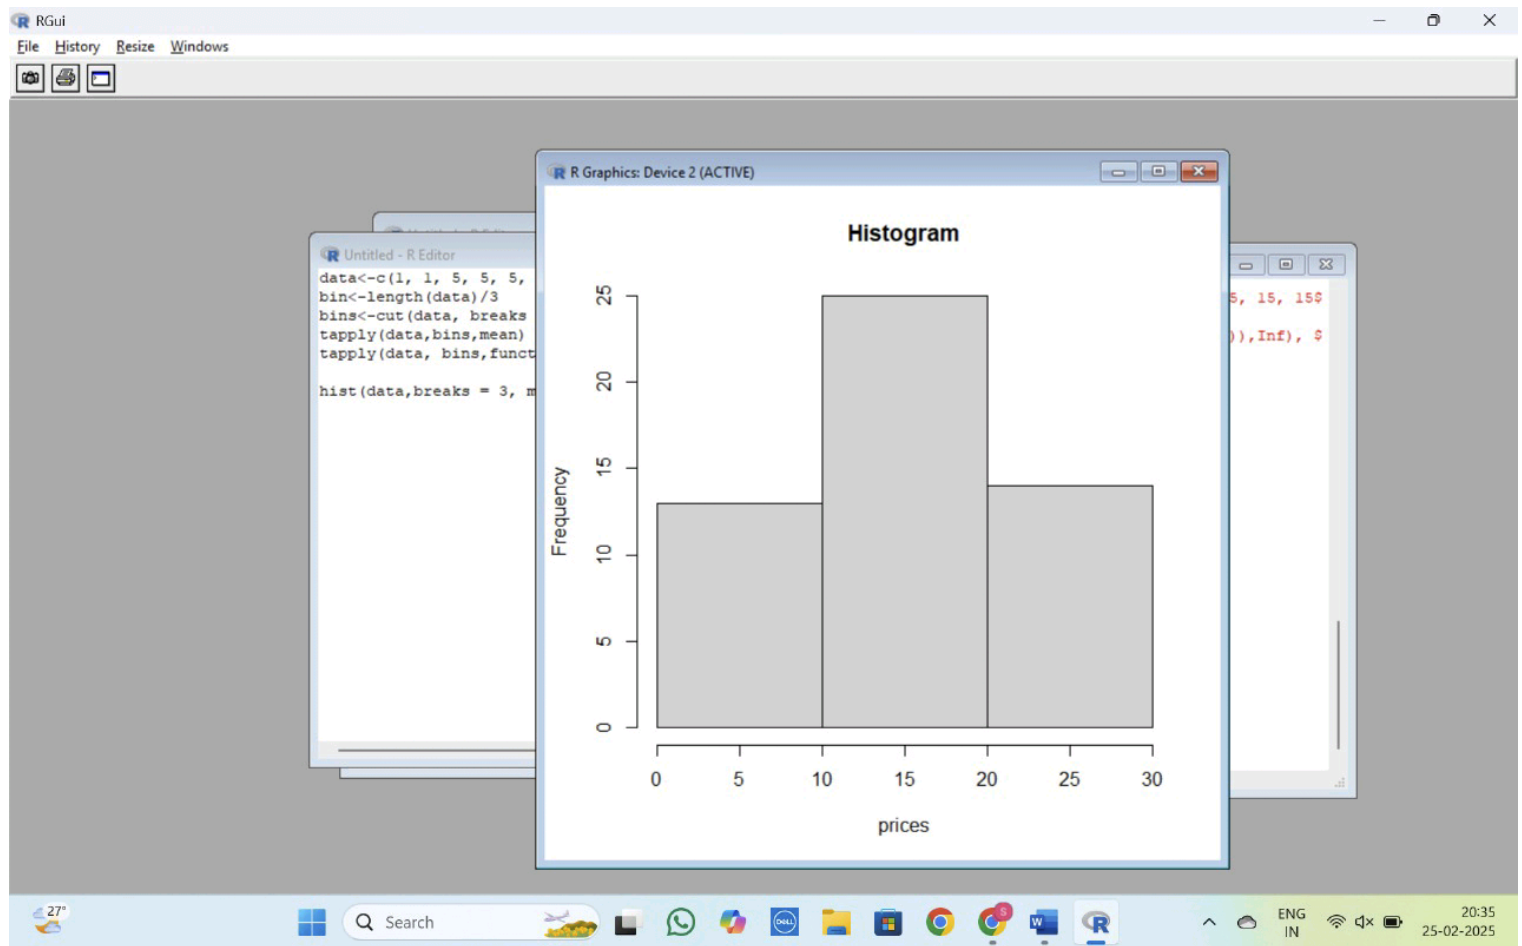 RGui
File History Resize Windows
R Graphics: Device 2 (ACTIVE)
Untitled - R Editor
data<-c(1, 1, 5, 5, 5,
bin<-length(data)/3
bins<-cut(data, breaks
tapply(data,bins,mean)
tapply(data, bins,funct
hist(data,breaks = 3, m
Histogram
25
20
15
10
5
0
Frequency
0 5 10 15 20 25 30
prices
5, 15, 15$
)),Inf), $
27°
Search
DELL
S
W
ENG
IN
20:35
25-02-2025